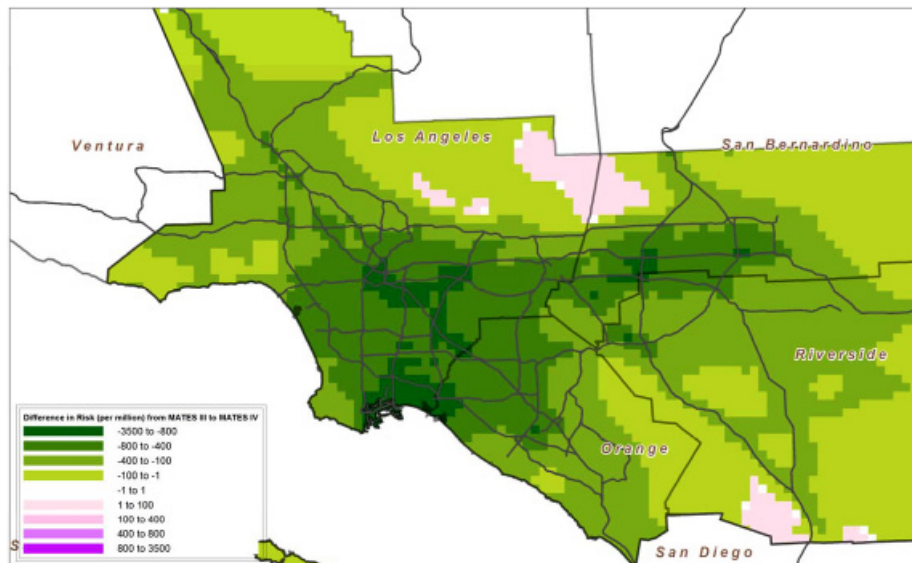 Ventura
Los Angeles
San Bernardino
Riverside
Orange
San Diego
Difference in Risk (per million) from MATES III to MATES IV
-3500 to -800
-800 to -400
-400 to -100
-100 to -1
-1 to 1
1 to 100
100 to 400
400 to 800
800 to 3500
S